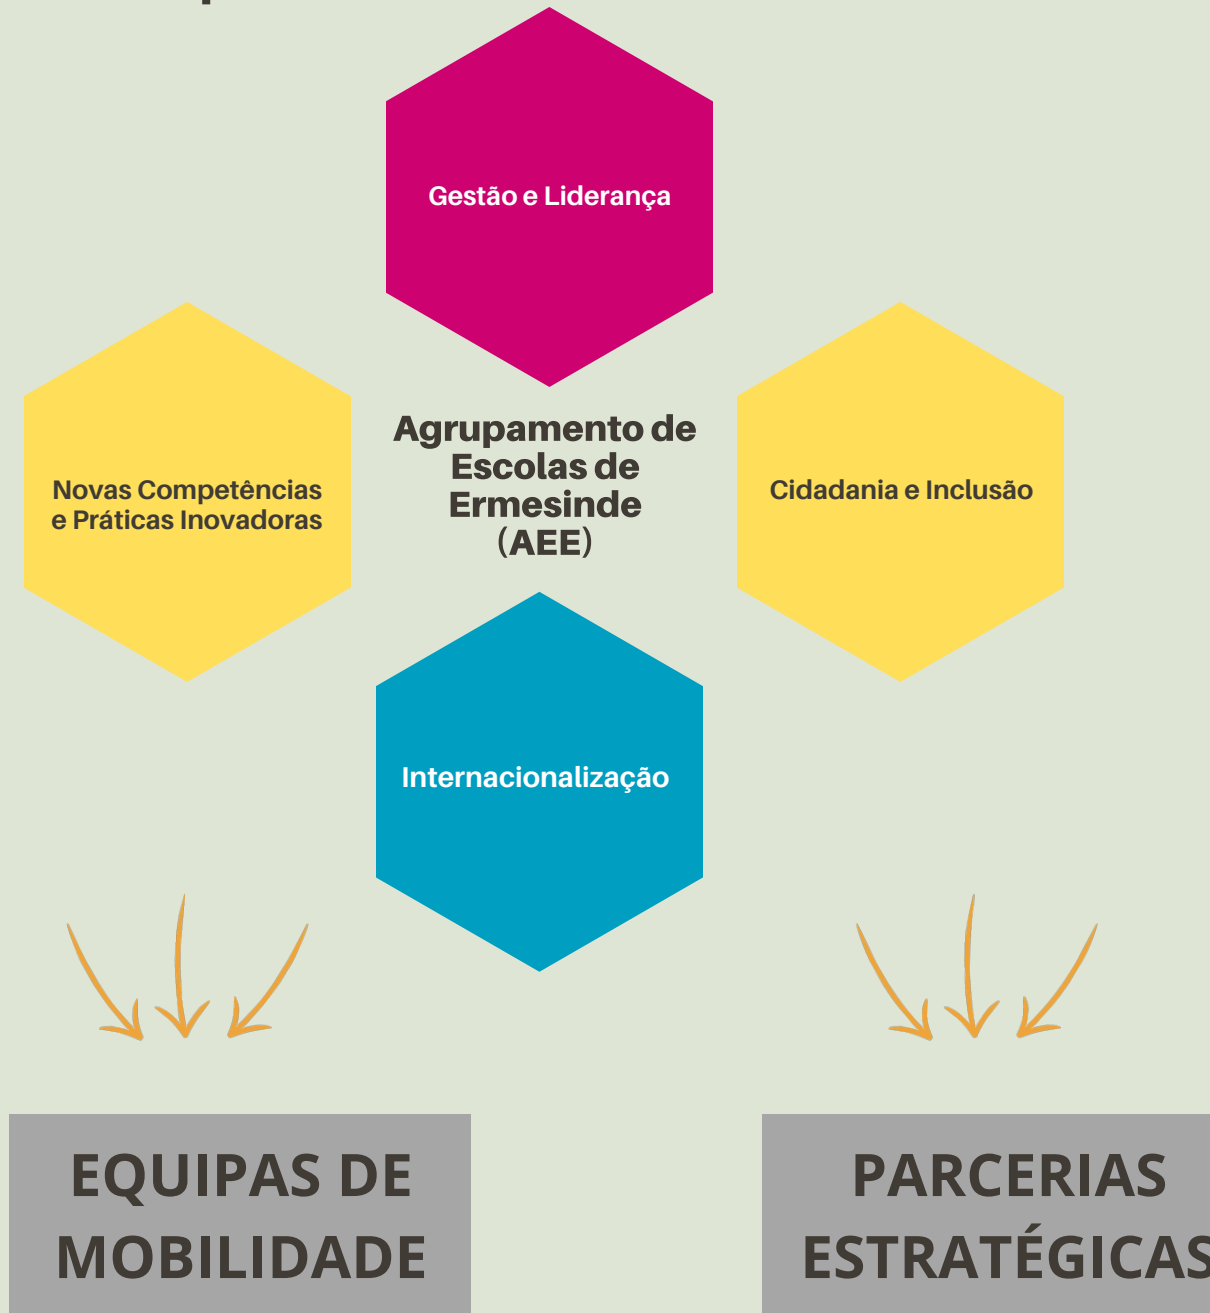 Gestão e Liderança
Agrupamento de
Escolas de
Ermesinde
(AEE)
Novas Competências
e Práticas Inovadoras
Cidadania e Inclusão
Internacionalização
EQUIPAS DE
MOBILIDADE
PARCERIAS
ESTRATÉGICAS